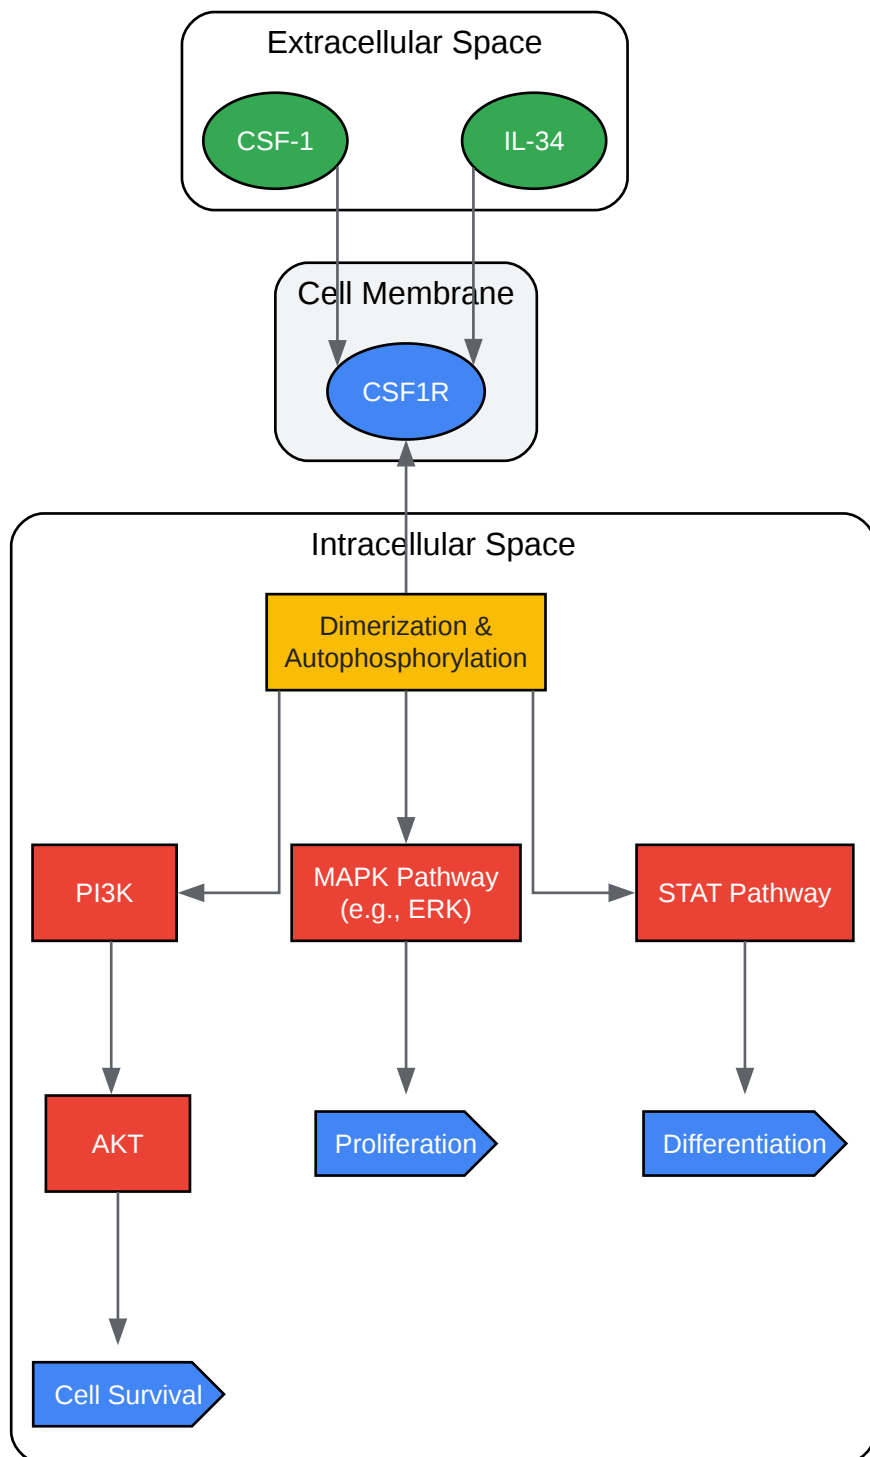 Extracellular Space
CSF-1
IL-34
Cell Membrane
CSF1R
Intracellular Space
Dimerization &
Autophosphorylation
PI3K
MAPK Pathway
(e.g., ERK)
STAT Pathway
AKT
Proliferation
Differentiation
Cell Survival